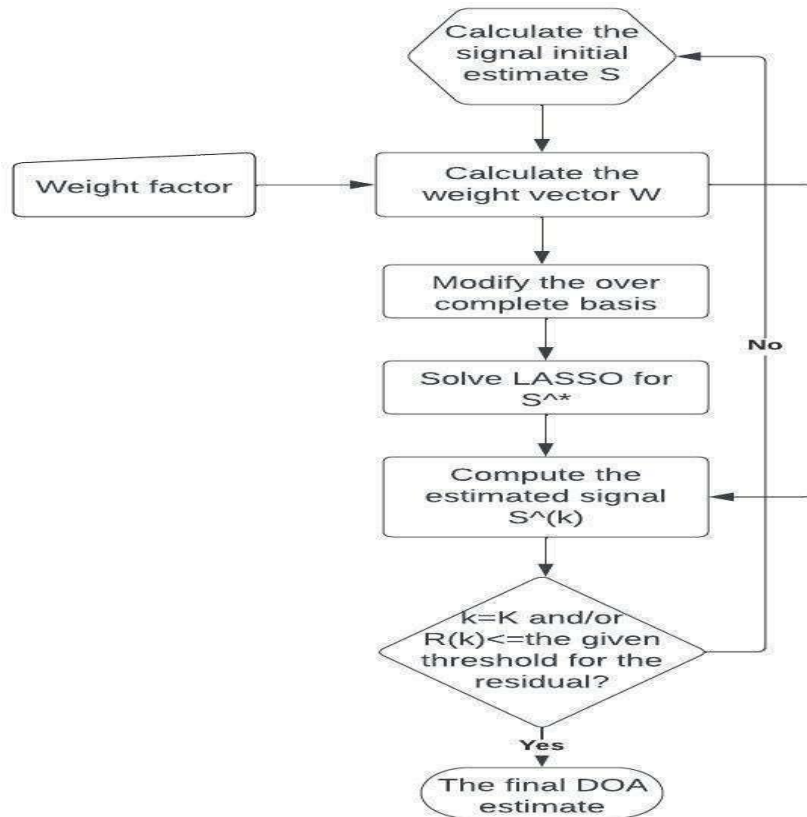 Calculate the
signal initial
estimate S
Weight factor
Calculate the
weight vector W
Modify the over
complete basis
No
Solve LASSO for
S^*
Compute the
estimated signal
S^(k)
k=K and/or
R(k)<=the given
threshold for the
residual?
Yes
The final DOA
estimate